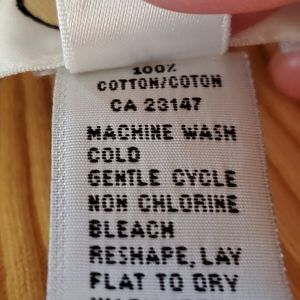 100%
COTTON/COTON
CA 23147
MACHINE WASH
COLD
GENTLE CYCLE
NON CHLORINE
BLEACH
RESHAPE, LAY
FLAT TO DRY